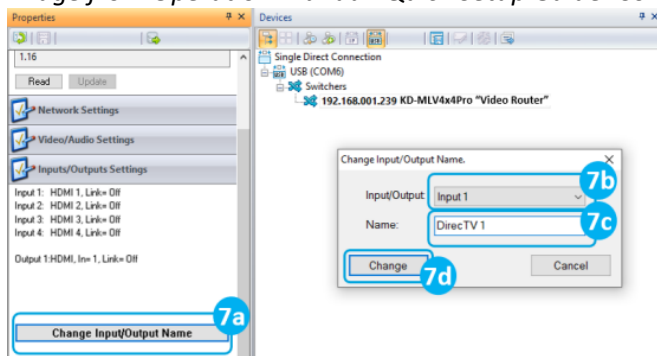 Properties
Devices
1.16
Read
Update
Network Settings
Video/Audio Settings
Inputs/Outputs Settings
Input 1: HDMI 1, Link= Off
Input 2: HDMI 2, Link= Off
Input 3: HDMI 3, Link= Off
Input 4: HDMI 4, Link= Off
Output 1:HDMI, In= 1, Link= Off
7a
Change Input/Output Name
Single Direct Connection
USB (COM6)
Switchers
192.168.001.239 KD-MLV4x4Pro "Video Router"
Change Input/Output Name.
7b
Input/Output
Input 1
7c
Name:
DirecTV 1
Change
7d
Cancel